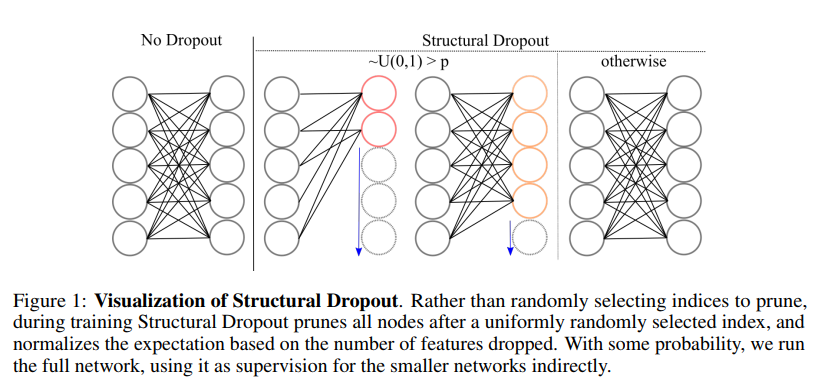 No Dropout
Structural Dropout
~U(0,1) > p
otherwise
Figure 1: Visualization of Structural Dropout. Rather than randomly selecting indices to prune,
during training Structural Dropout prunes all nodes after a uniformly randomly selected index, and
normalizes the expectation based on the number of features dropped. With some probability, we run
the full network, using it as supervision for the smaller networks indirectly.